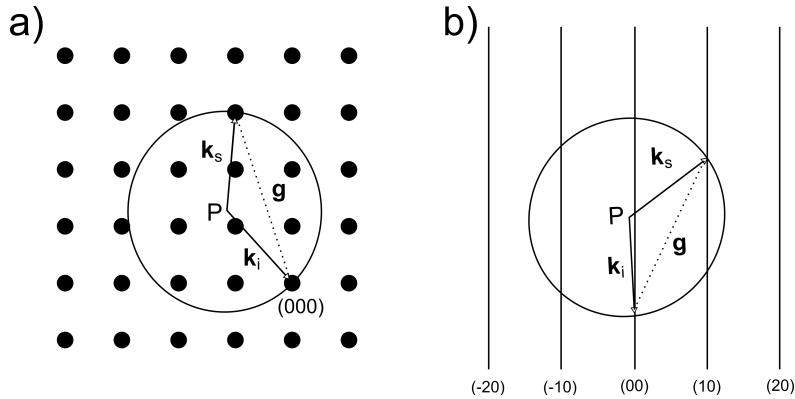 a)
k_s
g
P
k_i
(000)
b)
k_s
P
g
k_i
(-20)
(-10)
(00)
(10)
(20)